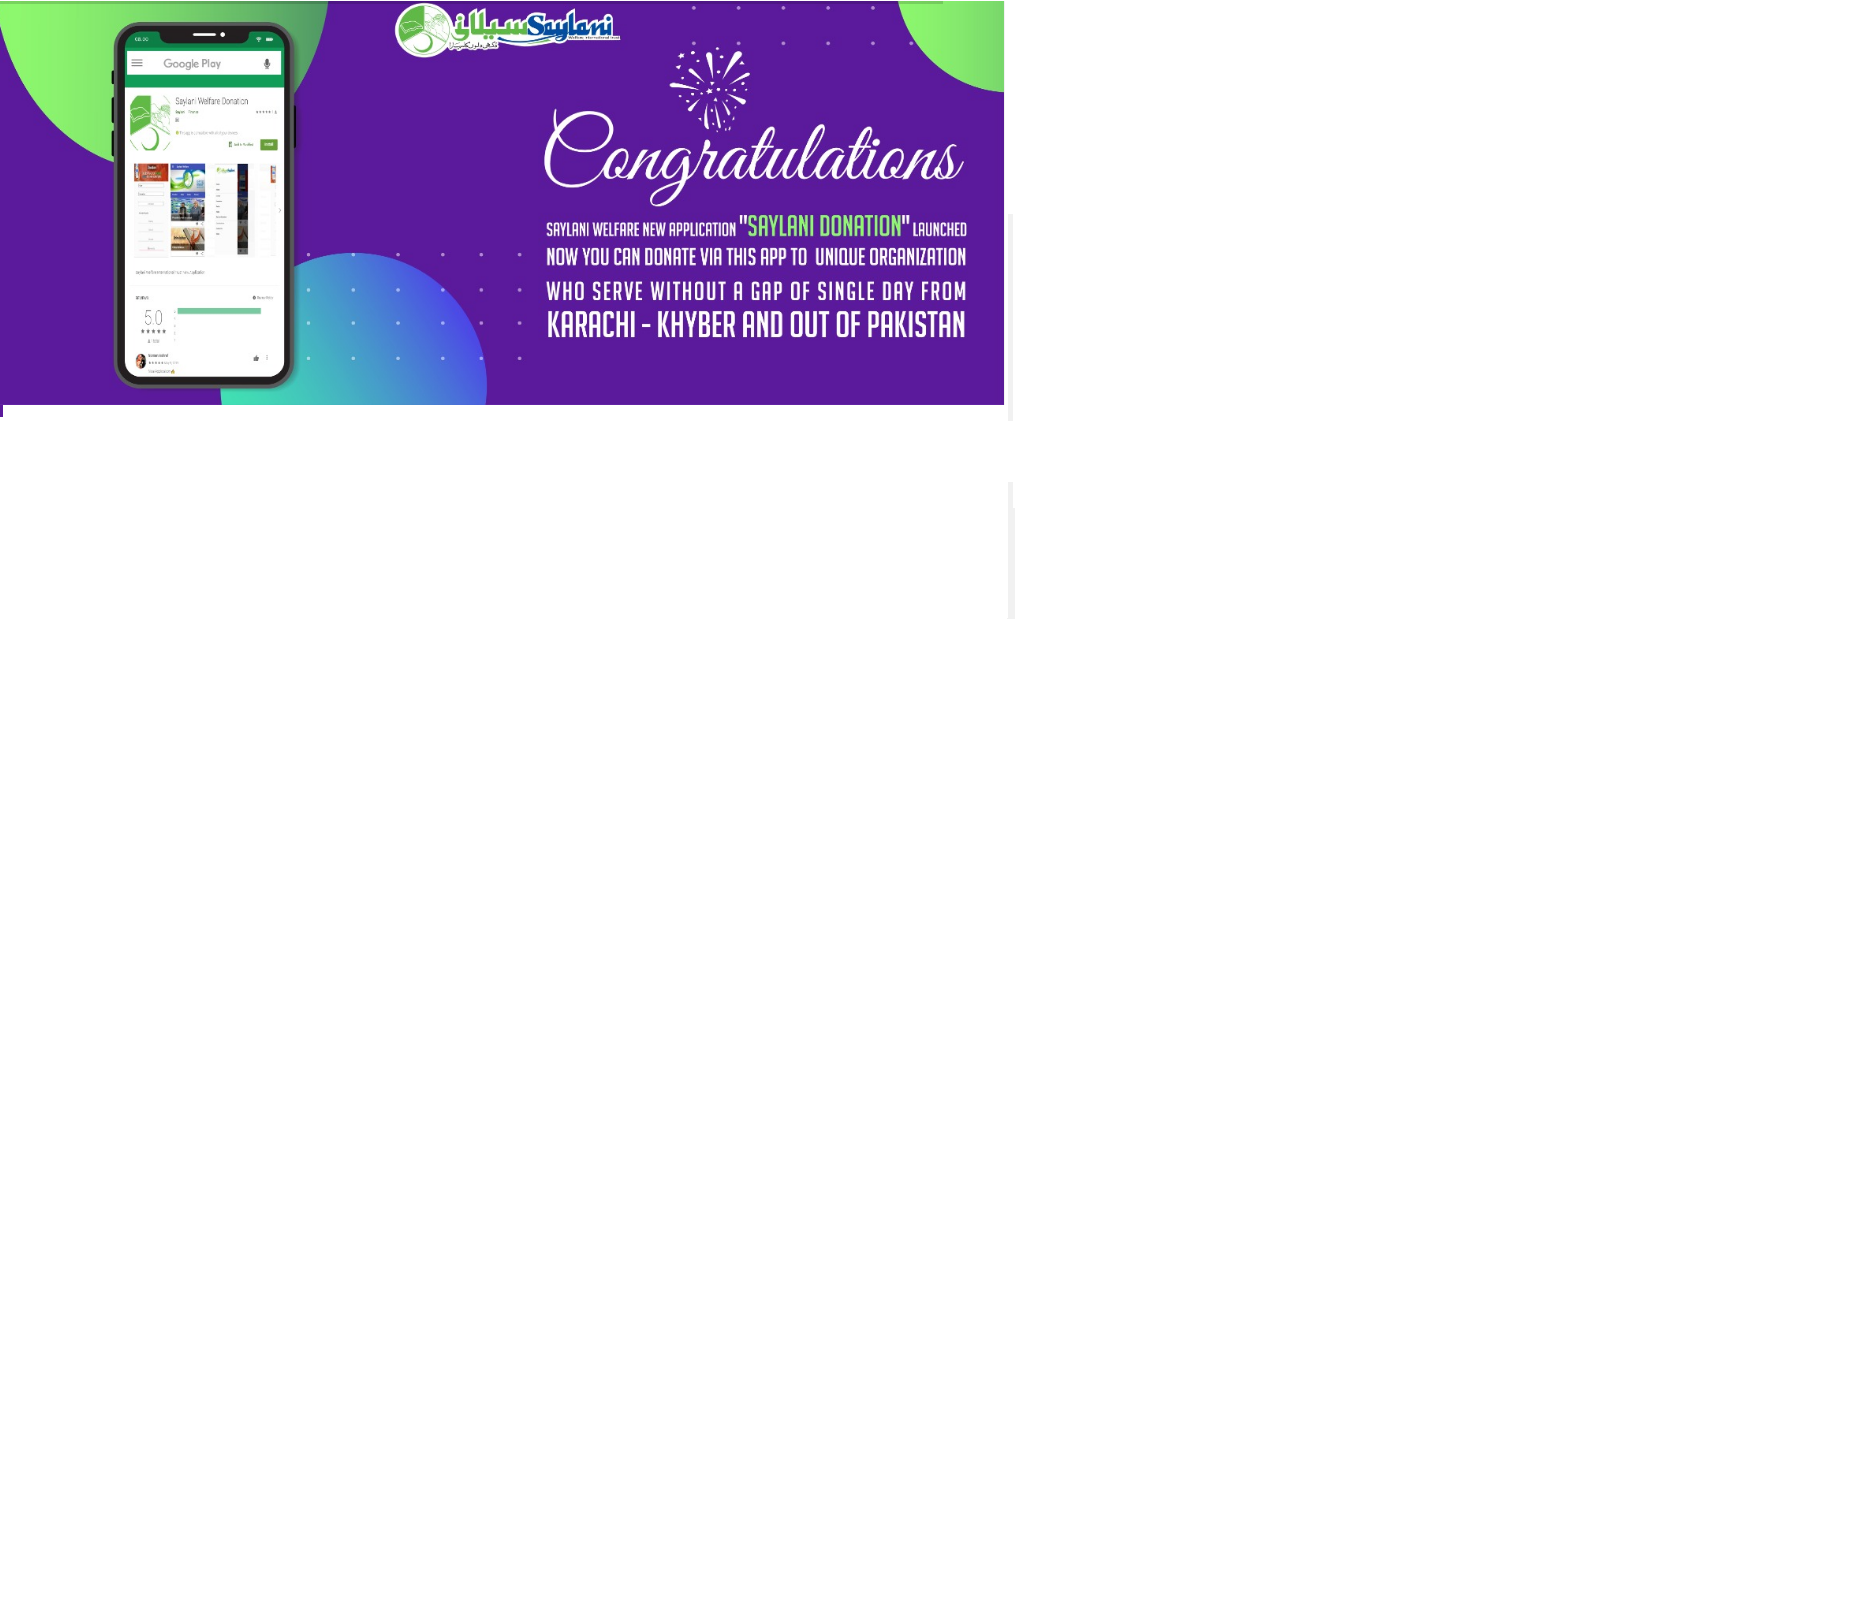 سیلانی Saylani
Congratulations
SAYLANI WELFARE NEW APPLICATION "SAYLANI DONATION" LAUNCHED
NOW YOU CAN DONATE VIA THIS APP TO UNIQUE ORGANIZATION
WHO SERVE WITHOUT A GAP OF SINGLE DAY FROM
KARACHI - KHYBER AND OUT OF PAKISTAN
Google Play
Saylani Welfare Donation
5.0